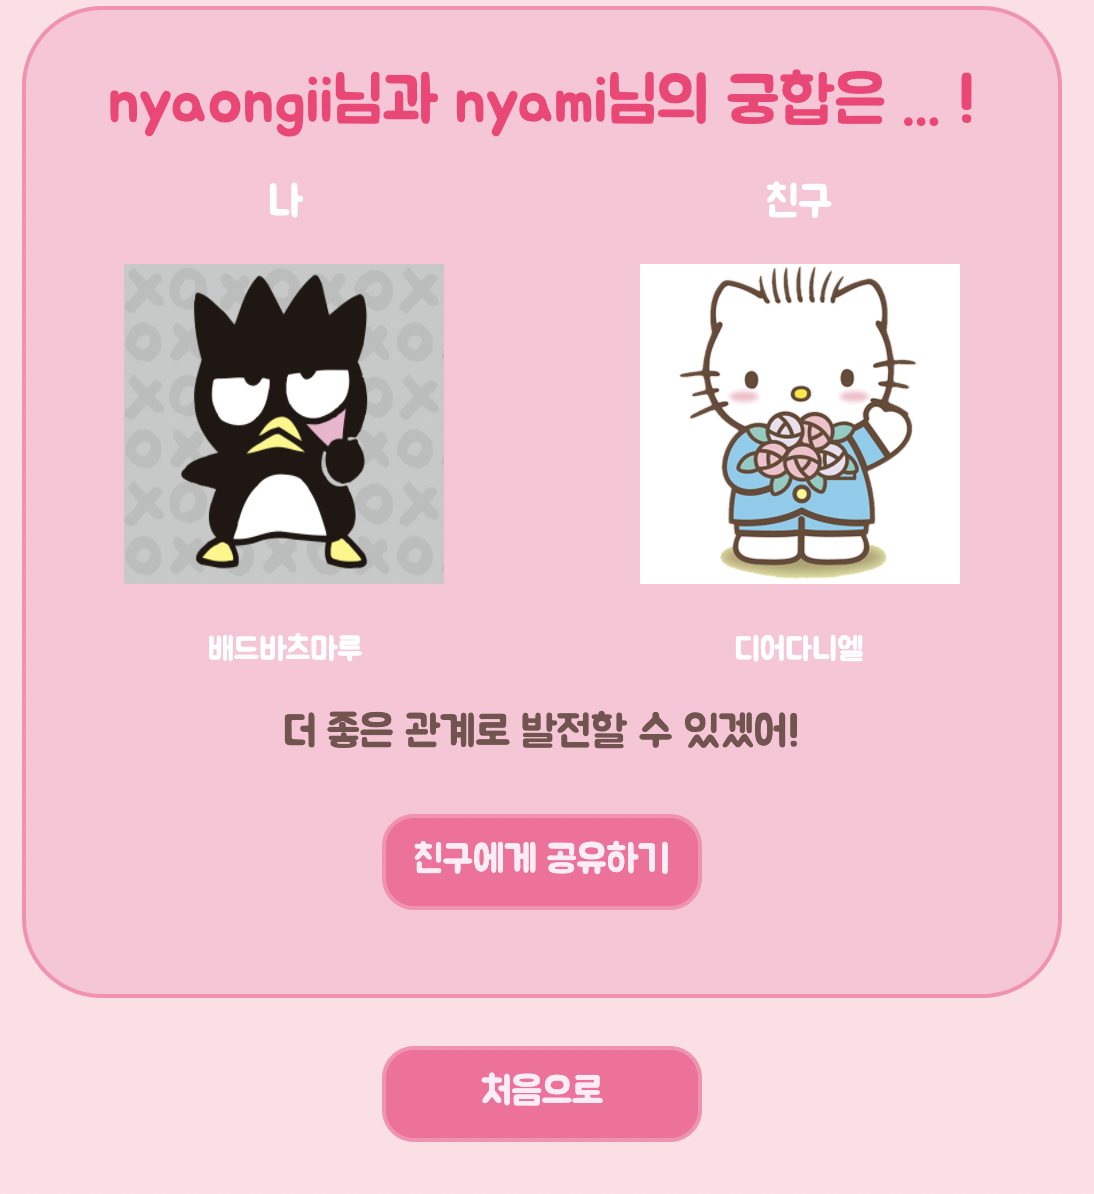 nyaongii님과 nyami님의 궁합은 ... !
나
친구
배드바츠마루
디어다니엘
더 좋은 관계로 발전할 수 있겠어!
친구에게 공유하기
처음으로